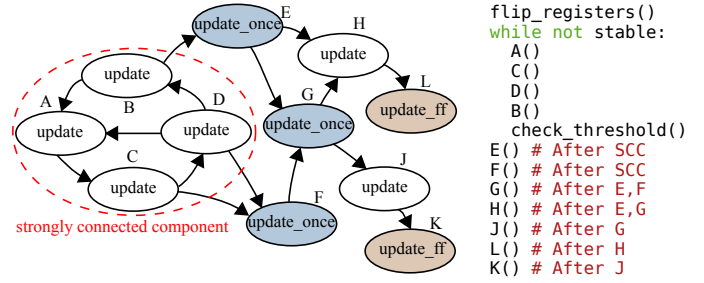 E
update_once
H
update
update
L
A
B
D
G
update_ff
update
update
update_once
C
J
update
update
F
strongly connected component
update_once
K
update_ff
flip_registers()
while not stable:
A()
C()
D()
B()
check_threshold()
E() # After SCC
F() # After SCC
G() # After E,F
H() # After E,G
J() # After G
L() # After H
K() # After J